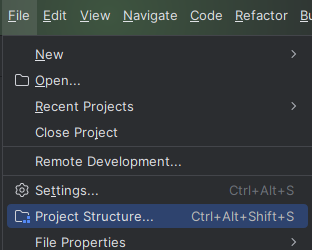 File Edit View Navigate Code Refactor
New
Open...
Recent Projects
Close Project
Remote Development...
Settings... Ctrl+Alt+S
Project Structure... Ctrl+Alt+Shift+S
File Properties